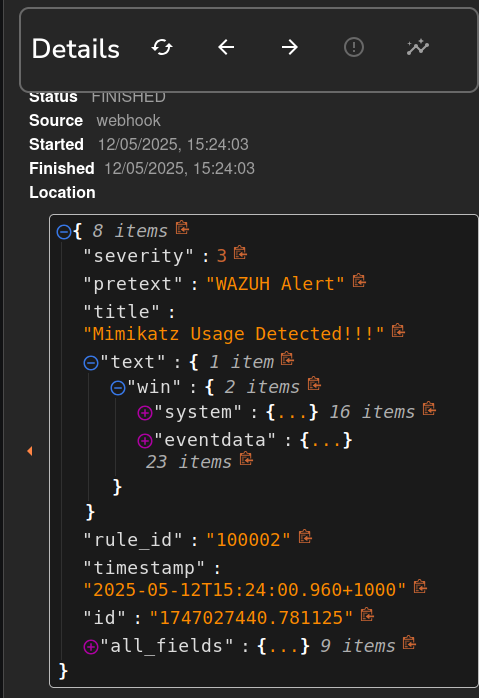 Details
Status FINISHED
Source webhook
Started 12/05/2025, 15:24:03
Finished 12/05/2025, 15:24:03
Location
{ 8 items
"severity" : 3
"pretext" : "WAZUH Alert"
"title" :
"Mimikatz Usage Detected!!!"
"text" : { 1 item
"win" : { 2 items
"system" : {...} 16 items
"eventdata" : {...}
23 items
}
}
"rule_id" : "100002"
"timestamp" :
"2025-05-12T15:24:00.960+1000"
"id" : "1747027440.781125"
"all_fields" : {...} 9 items
}